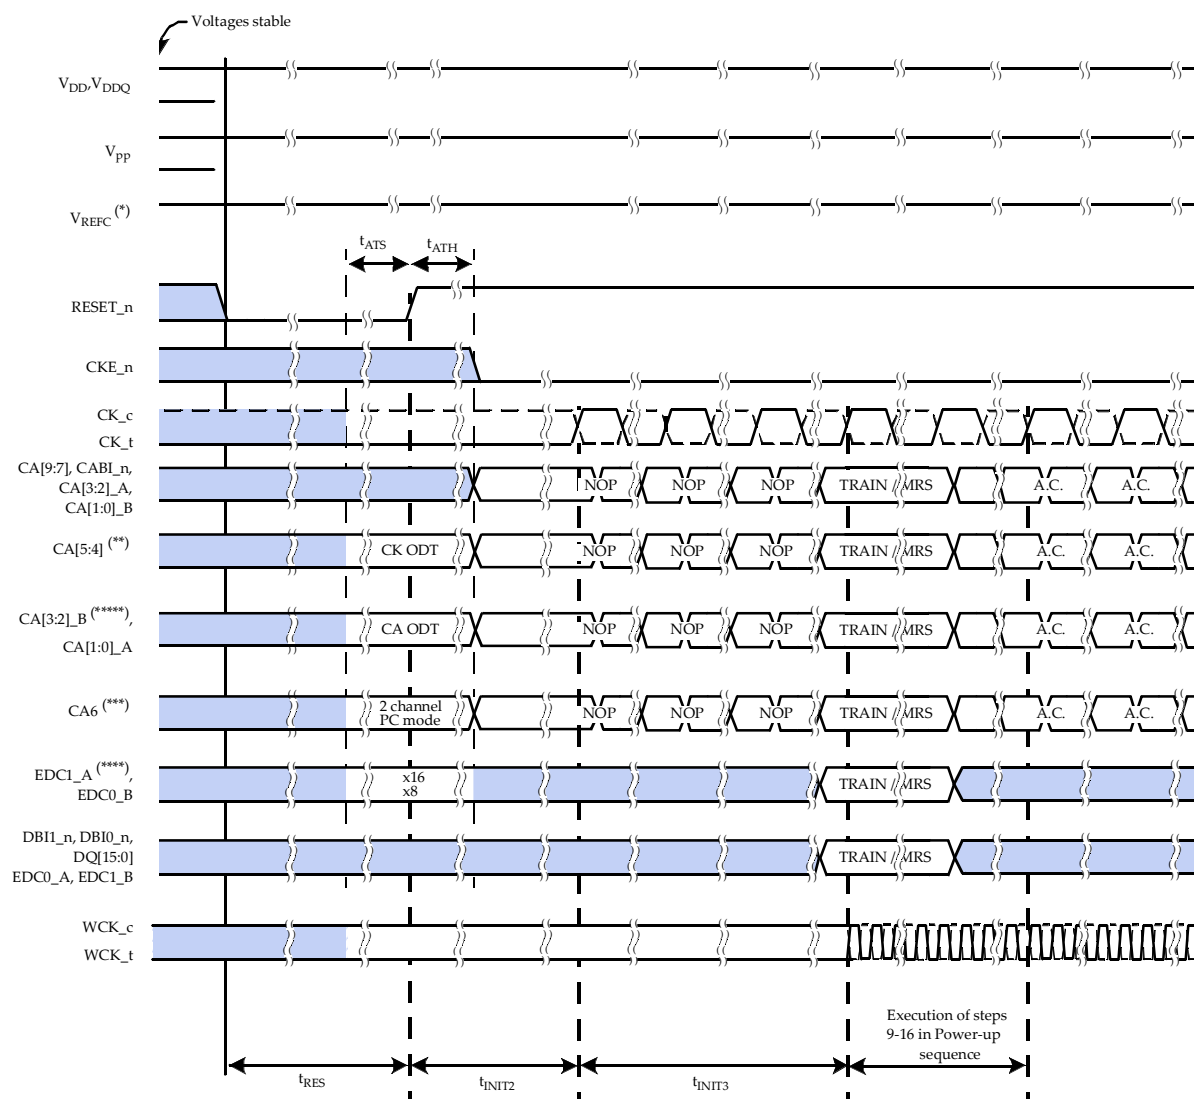 Voltages stable
VDD,VDDQ
Vpp
VREFC (*)
tATS
tATH
RESET_n
CKE_n
CK_c
CK_t
CA[9:7], CABI_n,
CA[3:2]_A,
CA[1:0]_B
NOP NOP NOP TRAIN / MRS A.C. A.C.
CA[5:4] (**)
CK ODT NOP NOP NOP TRAIN / MRS
CA[3:2]_B (*****),
CA[1:0]_A
CA ODT NOP NOP NOP TRAIN / MRS A.C. A.C.
CA6 (***)
2 channel
PC mode
NOP NOP NOP TRAIN / MRS A.C. A.C.
EDC1_A (****),
EDC0_B
x16
x8
TRAIN / MRS
DBI1_n, DBI0_n,
DQ[15:0]
EDC0_A, EDC1_B
TRAIN / MRS
WCK_c
WCK_t
Execution of steps
9-16 in Power-up
sequence
tRES
tINIT2
tINIT3